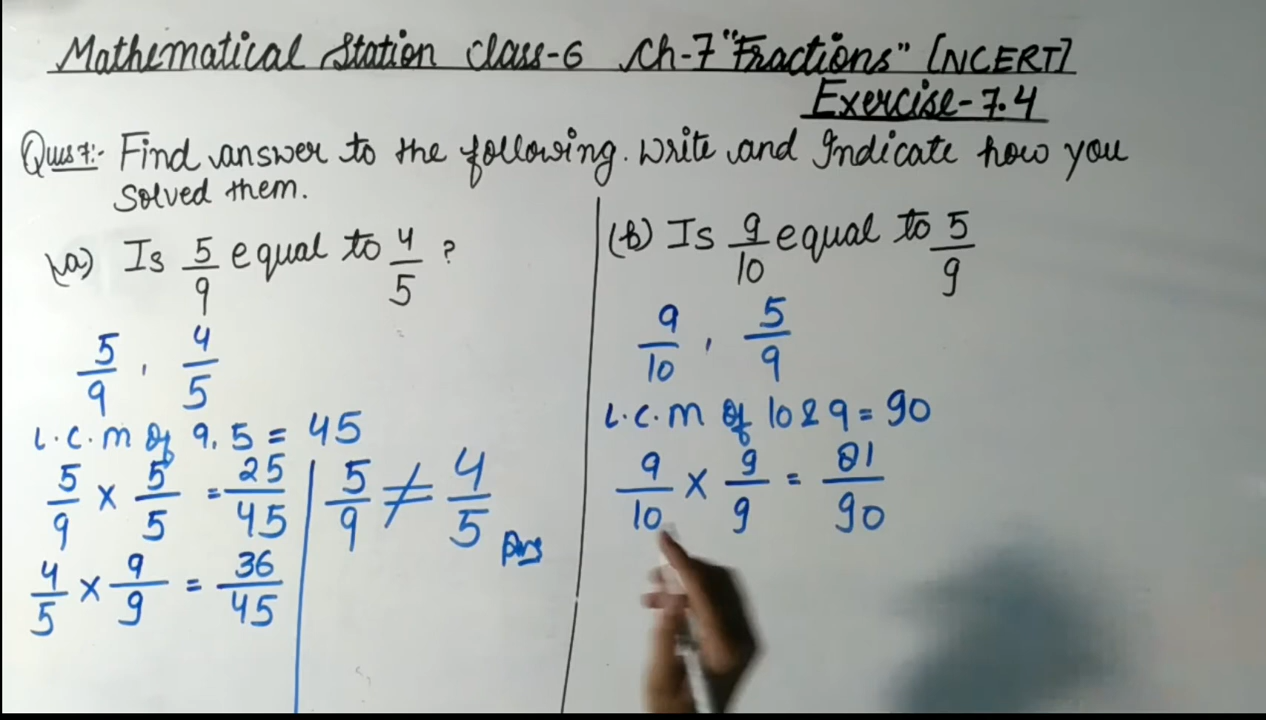 Mathematical Station Class-6 Ch-7 "Fractions" [NCERT]
Exercise-7.4
Ques 7:- Find answer to the following. Write and Indicate how you
Solved them.
(a) Is 5/9 equal to 4/5 ?
5/9 , 4/5
L.C.M of 9, 5 = 45
5/9 × 5/5 = 25/45
4/5 × 9/9 = 36/45
5/9 ≠ 4/5 Ans
(b) Is 9/10 equal to 5/9
9/10 , 5/9
L.C.M of 10 & 9 = 90
9/10 × 9/9 = 81/90